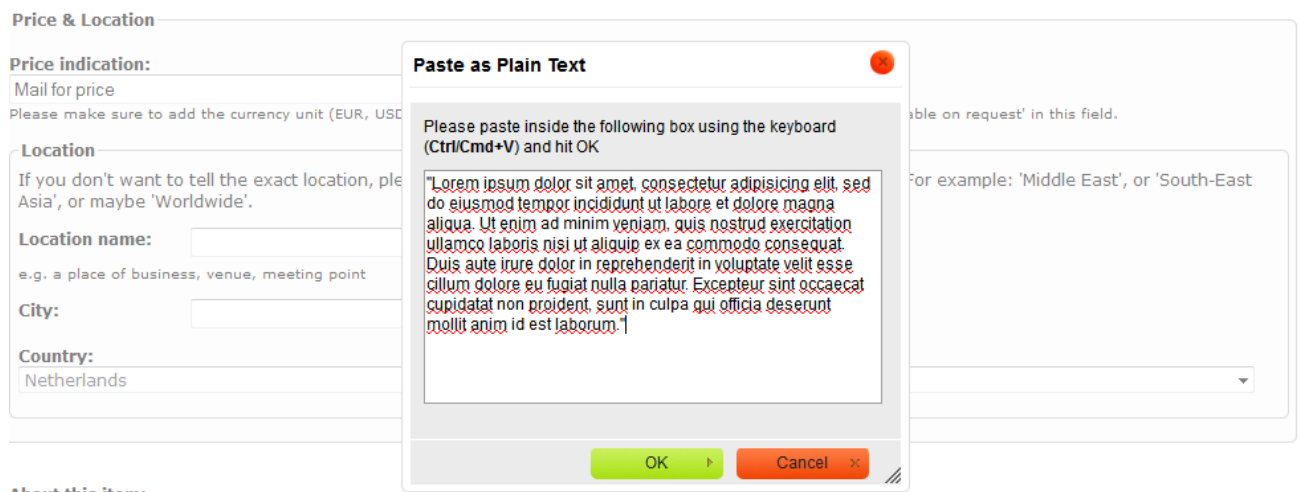 Price & Location
Price indication:
Mail for price
Please make sure to add the currency unit (EUR, USD
able on request' in this field.
Location
If you don't want to tell the exact location, ple
For example: 'Middle East', or 'South-East
Asia', or maybe 'Worldwide'.
Location name:
e.g. a place of business, venue, meeting point
City:
Country:
Netherlands
Paste as Plain Text
Please paste inside the following box using the keyboard
(Ctrl/Cmd+V) and hit OK
"Lorem ipsum dolor sit amet, consectetur adipisicing elit, sed
do eiusmod tempor incididunt ut labore et dolore magna
aliqua. Ut enim ad minim veniam, quis nostrud exercitation
ullamco laboris nisi ut aliquip ex ea commodo consequat.
Duis aute irure dolor in reprehenderit in voluptate velit esse
cillum dolore eu fugiat nulla pariatur. Excepteur sint occaecat
cupidatat non proident, sunt in culpa qui officia deserunt
mollit anim id est laborum."
OK
Cancel
About this item